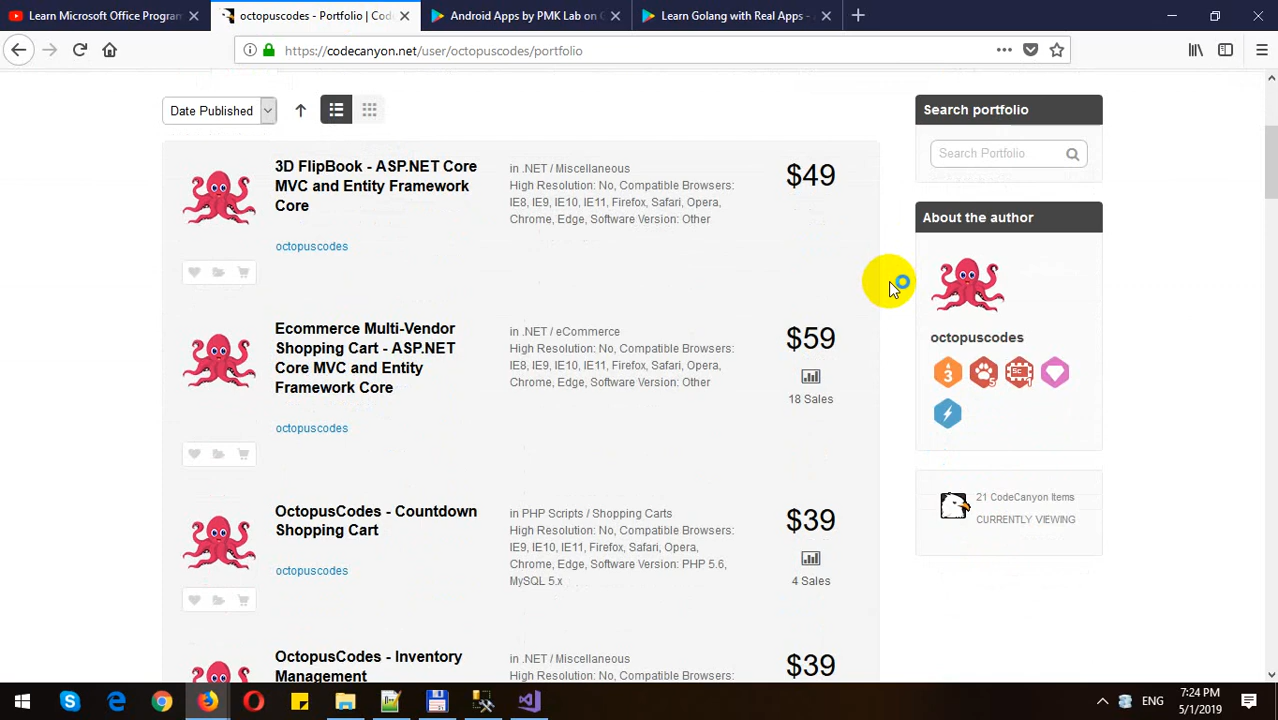 Learn Microsoft Office Program
octopuscodes - Portfolio | Code
Android Apps by PMK Lab on G
Learn Golang with Real Apps -
https://codecanyon.net/user/octopuscodes/portfolio
Date Published
Search portfolio
Search Portfolio
3D FlipBook - ASP.NET Core
MVC and Entity Framework
Core
octopuscodes
in .NET / Miscellaneous
High Resolution: No, Compatible Browsers:
IE8, IE9, IE10, IE11, Firefox, Safari, Opera,
Chrome, Edge, Software Version: Other
$49
About the author
octopuscodes
3
5
Sc
1
Ecommerce Multi-Vendor
Shopping Cart - ASP.NET
Core MVC and Entity
Framework Core
octopuscodes
in .NET / eCommerce
High Resolution: No, Compatible Browsers:
IE8, IE9, IE10, IE11, Firefox, Safari, Opera,
Chrome, Edge, Software Version: Other
$59
18 Sales
21 CodeCanyon Items
CURRENTLY VIEWING
OctopusCodes - Countdown
Shopping Cart
octopuscodes
in PHP Scripts / Shopping Carts
High Resolution: No, Compatible Browsers:
IE9, IE10, IE11, Firefox, Safari, Opera,
Chrome, Edge, Software Version: PHP 5.6,
MySQL 5.x
$39
4 Sales
OctopusCodes - Inventory
Management
in .NET / Miscellaneous
High Resolution: No, Compatible Browsers:
$39
ENG
7:24 PM
5/1/2019